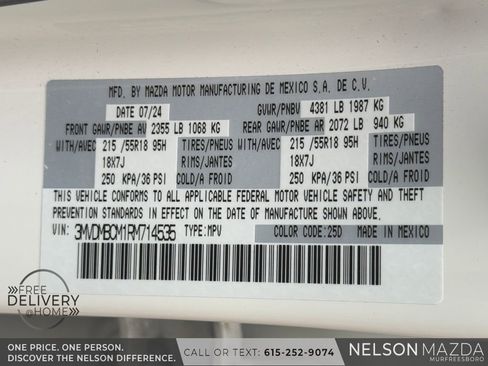 MFD. BY MAZDA MOTOR MANUFACTURING DE MEXICO S.A. DE C.V.
DATE 07/24 GVWR/PNBV 4381 LB 1987 KG
FRONT GAWR/PNBE AV 2355 LB 1068 KG REAR GAWR/PNBE AR 2072 LB 940 KG
WITH/AVEC 215 /55R18 95H TIRES/PNEUS WITH/AVEC 215 /55R18 95H TIRES/PNEUS
18X7J RIMS/JANTES 18X7J RIMS/JANTES
250 KPA/36 PSI COLD/A FROID 250 KPA/36 PSI COLD/A FROID
THIS VEHICLE CONFORMS TO ALL APPLICABLE FEDERAL MOTOR VEHICLE SAFETY AND THEFT
PREVENTION STANDARDS IN EFFECT ON THE DATE OF MANUFACTURE SHOWN ABOVE.
VIN: 3MVDMBCM1RM714535 TYPE: MPV COLOR CODE: 25D MADE IN MEXICO
FREE
DELIVERY
@HOME
ONE PRICE. ONE PERSON.
DISCOVER THE NELSON DIFFERENCE.
CALL OR TEXT: 615-252-9074
NELSON MAZDA
MURFREESBORO